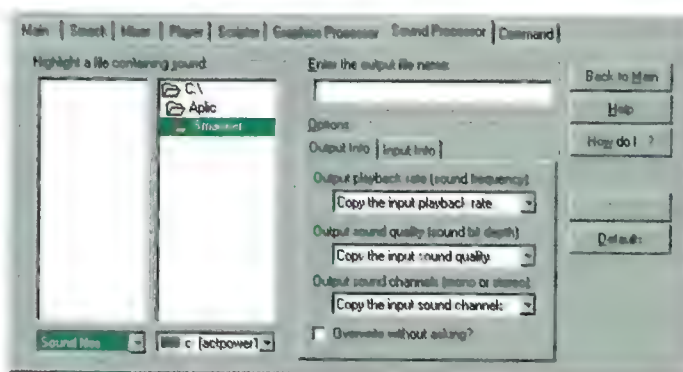 Main Smack Mixer Player Scripter Graphics Processor Sound Processor Command
Highlight a file containing sound:
C:\
Aplic
Smacker
Sound files
c: [actpower1]
Enter the output file name:
Options:
Output Info Input Info
Output playback rate (sound frequency)
Copy the input playback rate
Output sound quality (sound bit depth)
Copy the input sound quality
Output sound channels (mono or stereo)
Copy the input sound channels
Overwrite without asking?
Back to Main
Help
How do I ?
Defaults